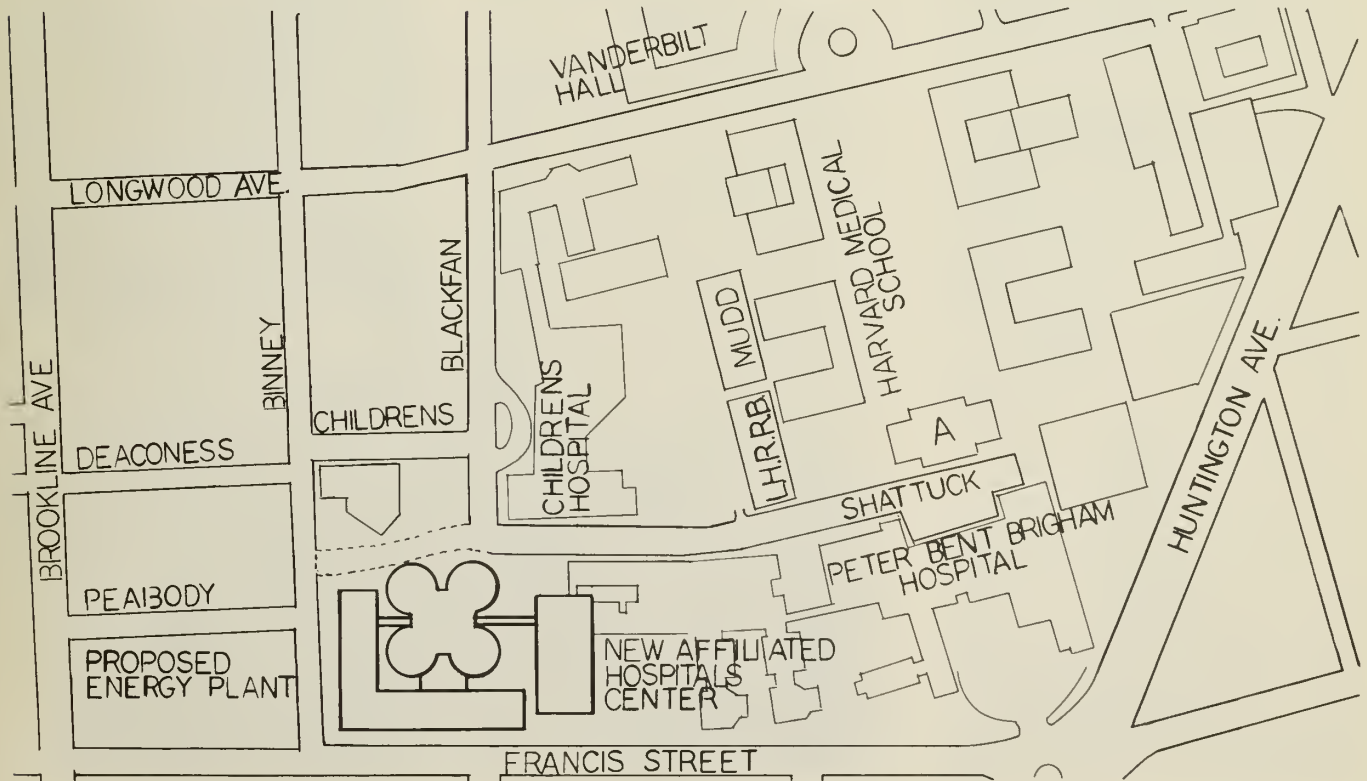 VANDERBILT
HALL
LONGWOOD AVE.
BROOKLINE AVE
BINNEY
BLACKFAN
CHILDRENS
DEACONESS
CHILDRENS
HOSPITAL
MUDD
L.H.R.R.B.
HARVARD MEDICAL
SCHOOL
A
SHATTUCK
PETER BENT BRIGHAM
HOSPITAL
HUNTINGTON AVE.
PEABODY
PROPOSED
ENERGY PLANT
NEW AFFILIATED
HOSPITALS
CENTER
FRANCIS STREET